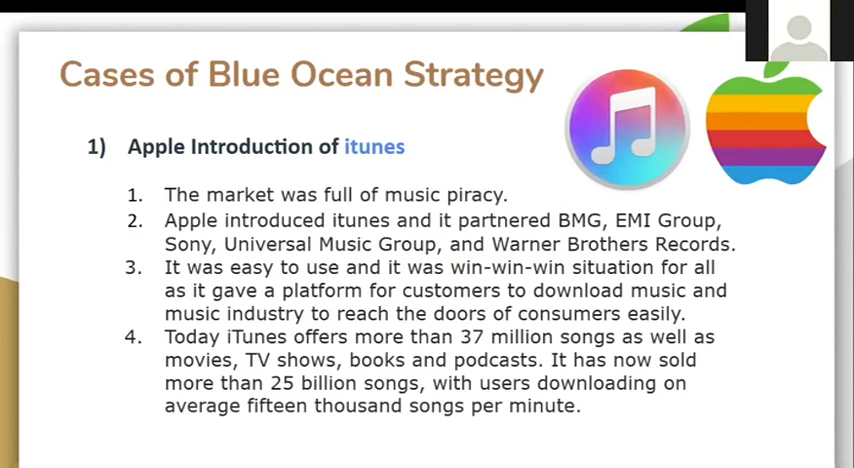 Cases of Blue Ocean Strategy
1) Apple Introduction of itunes
1. The market was full of music piracy.
2. Apple introduced itunes and it partnered BMG, EMI Group,
Sony, Universal Music Group, and Warner Brothers Records.
3. It was easy to use and it was win-win-win situation for all
as it gave a platform for customers to download music and
music industry to reach the doors of consumers easily.
4. Today iTunes offers more than 37 million songs as well as
movies, TV shows, books and podcasts. It has now sold
more than 25 billion songs, with users downloading on
average fifteen thousand songs per minute.